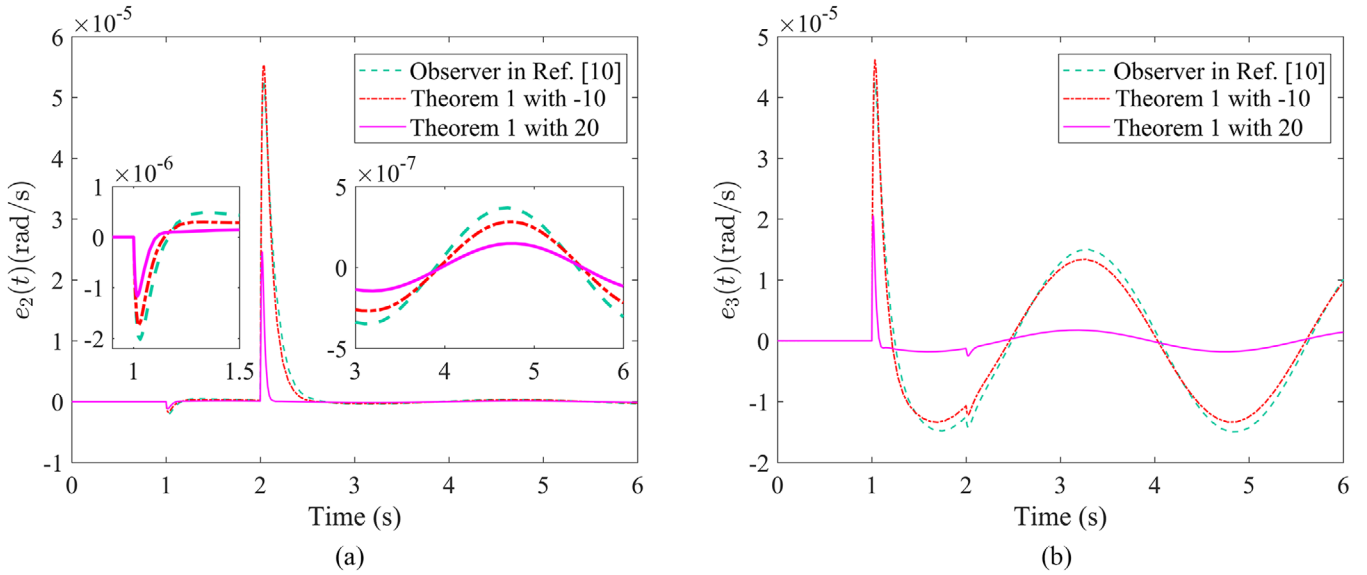 ×10^-5
6
5
4
3
2
1
0
-1
e_2(t)(rad/s)
Observer in Ref. [10]
Theorem 1 with -10
Theorem 1 with 20
×10^-6
1
0
-1
-2
1 1.5
×10^-7
5
0
-5
3 4 5 6
0 1 2 3 4 5 6
Time (s)
(a)
×10^-5
5
4
3
2
1
0
-1
-2
e_3(t)(rad/s)
Observer in Ref. [10]
Theorem 1 with -10
Theorem 1 with 20
0 1 2 3 4 5 6
Time (s)
(b)